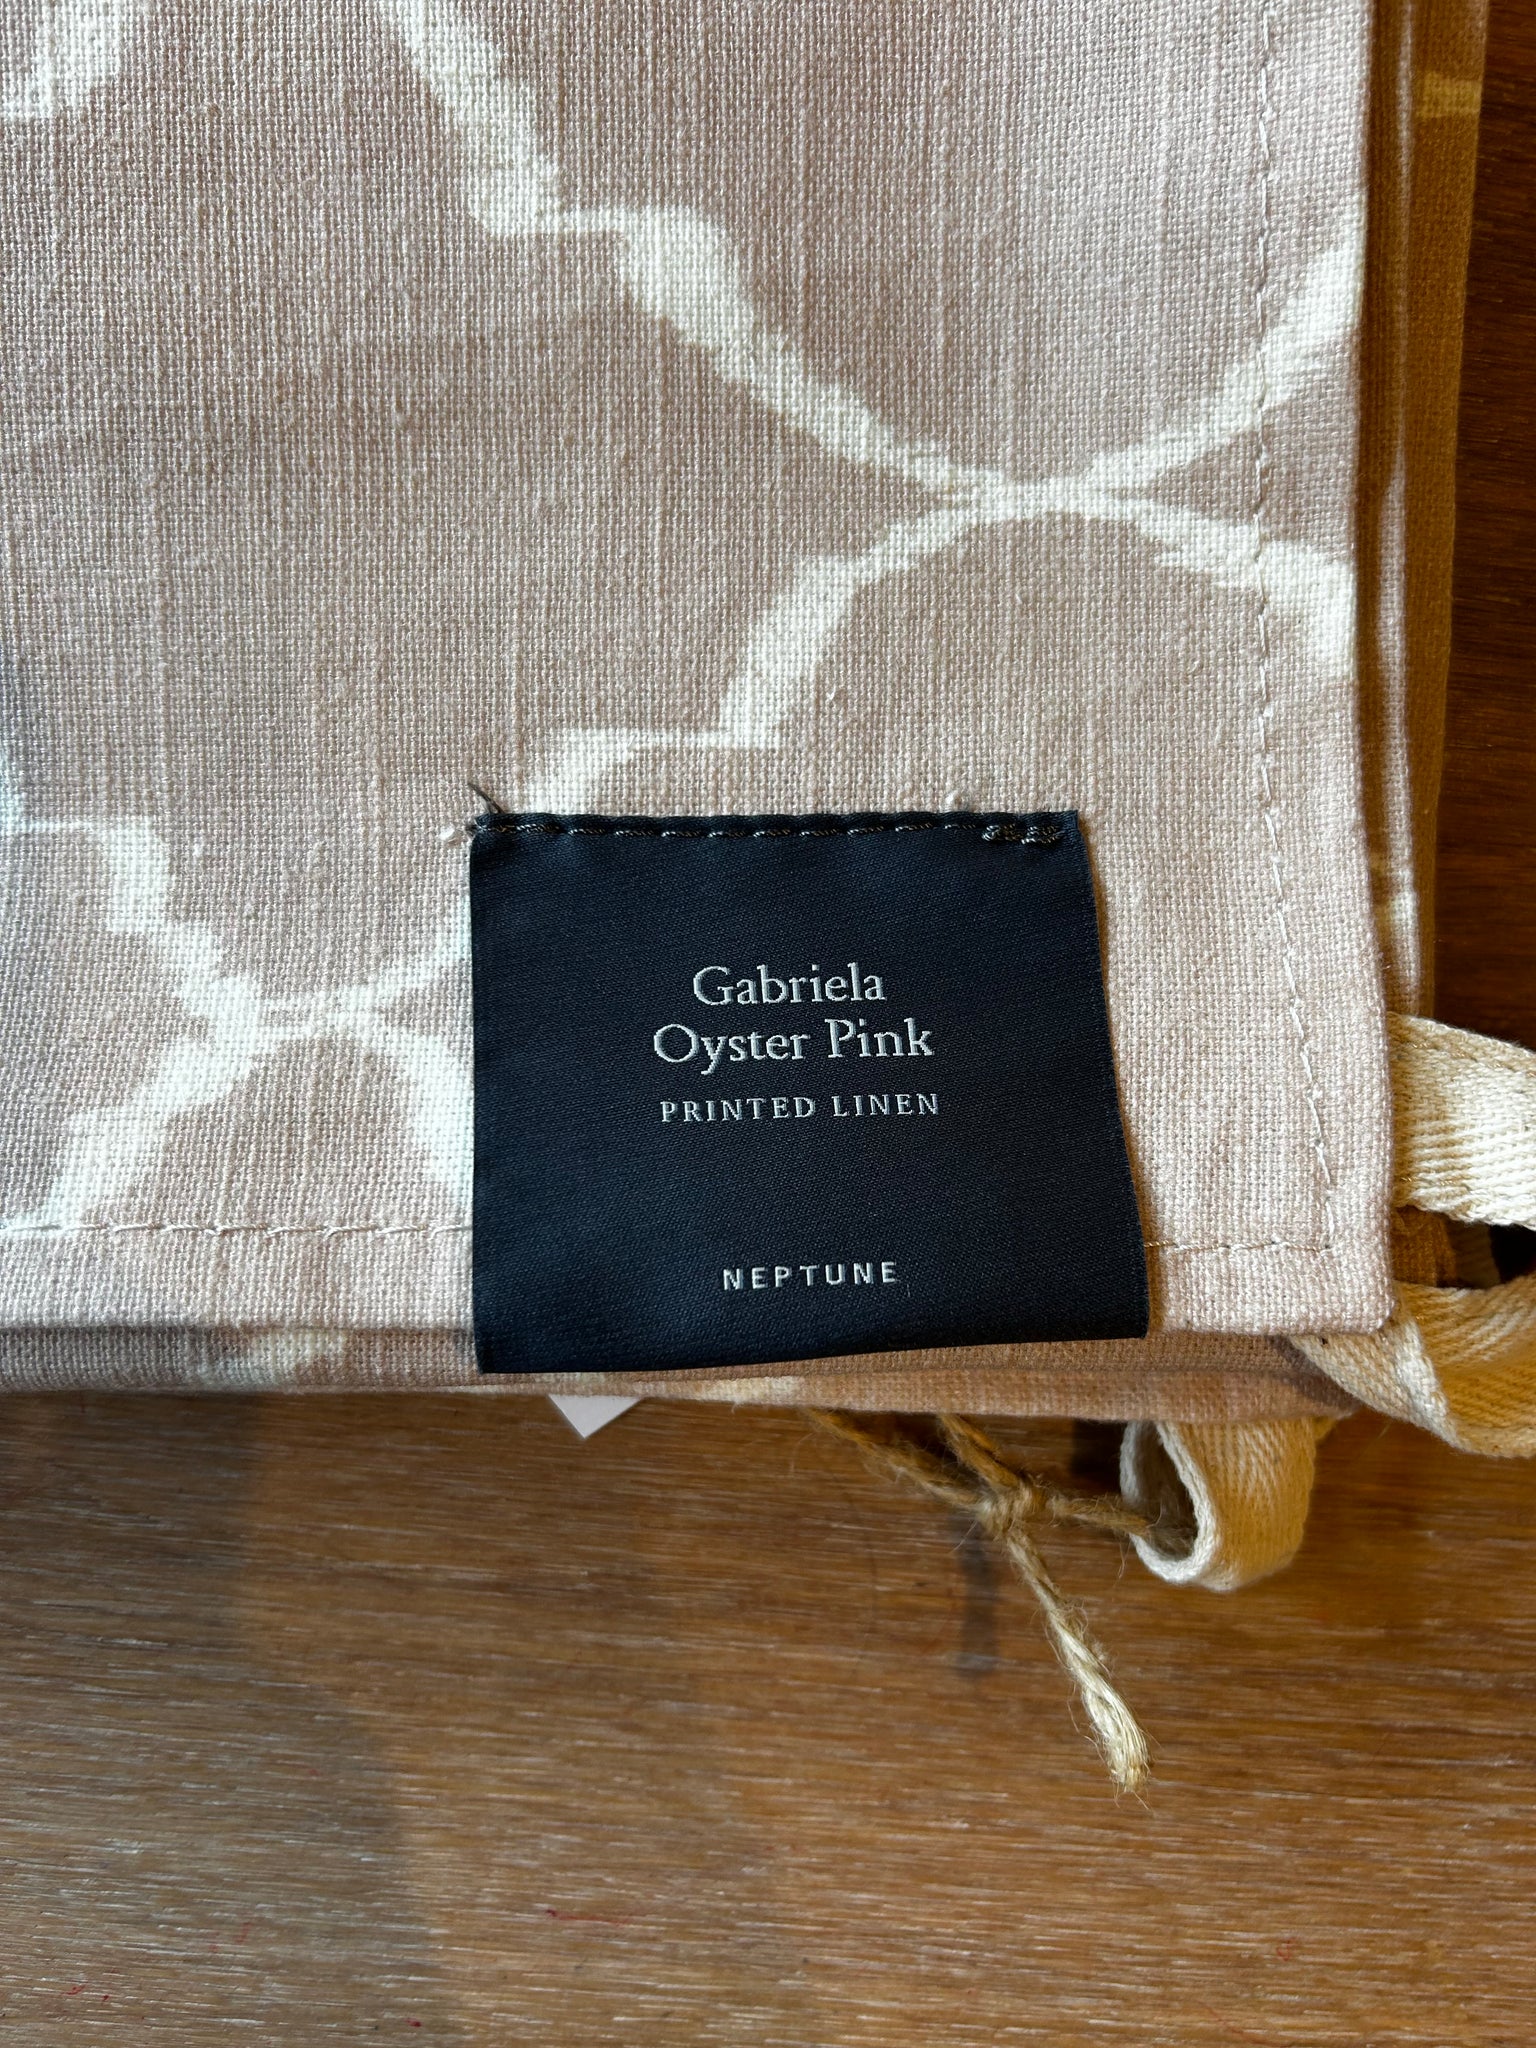 Gabriela
Oyster Pink
PRINTED LINEN
NEPTUNE